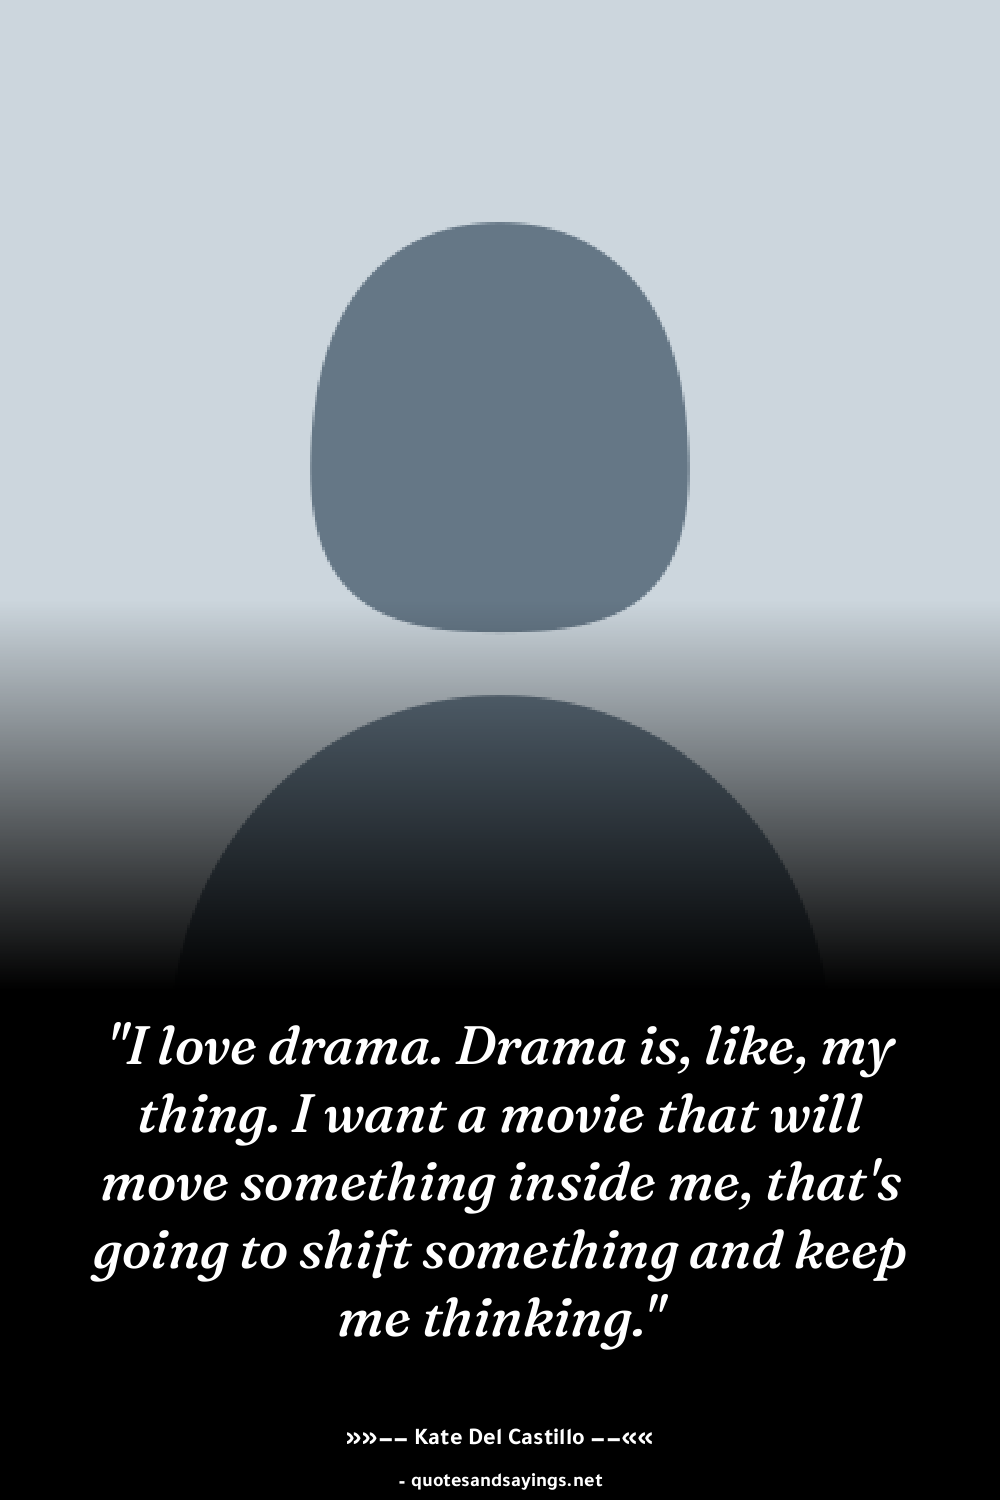 "I love drama. Drama is, like, my
thing. I want a movie that will
move something inside me, that's
going to shift something and keep
me thinking."
»»–– Kate Del Castillo ––««
- quotesandsayings.net